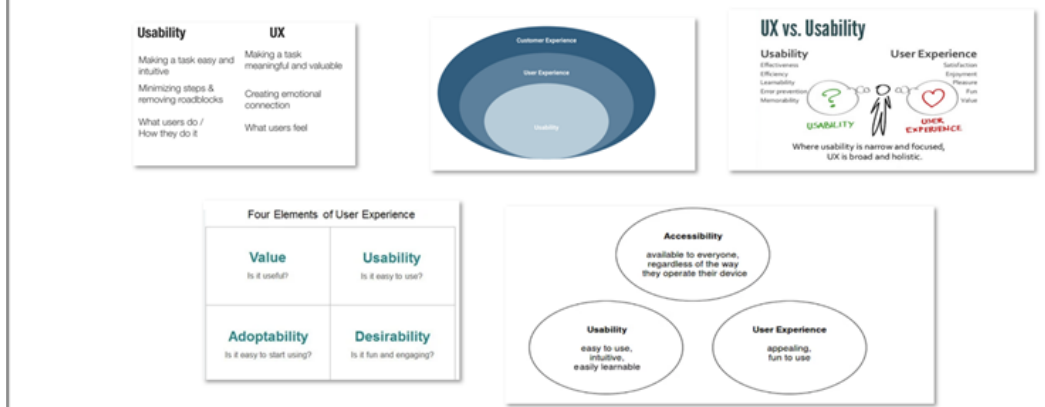 Usability UX
Making a task easy and
intuitive
Minimizing steps &
removing roadblocks
What users do /
How they do it
Making a task
meaningful and valuable
Creating emotional
connection
What users feel
Customer Experience
User Experience
Usability
UX vs. Usability
Usability
Effectiveness
Efficiency
Learnability
Error prevention
Memorability
User Experience
Satisfaction
Enjoyment
Pleasure
Fun
Value
?
USABILITY
USER
EXPERIENCE
Where usability is narrow and focused,
UX is broad and holistic.
Four Elements of User Experience
Value
Is it useful?
Usability
Is it easy to use?
Adoptability
Is it easy to start using?
Desirability
Is it fun and engaging?
Accessibility
available to everyone,
regardless of the way
they operate their device
Usability
easy to use,
intuitive,
easily learnable
User Experience
appealing,
fun to use